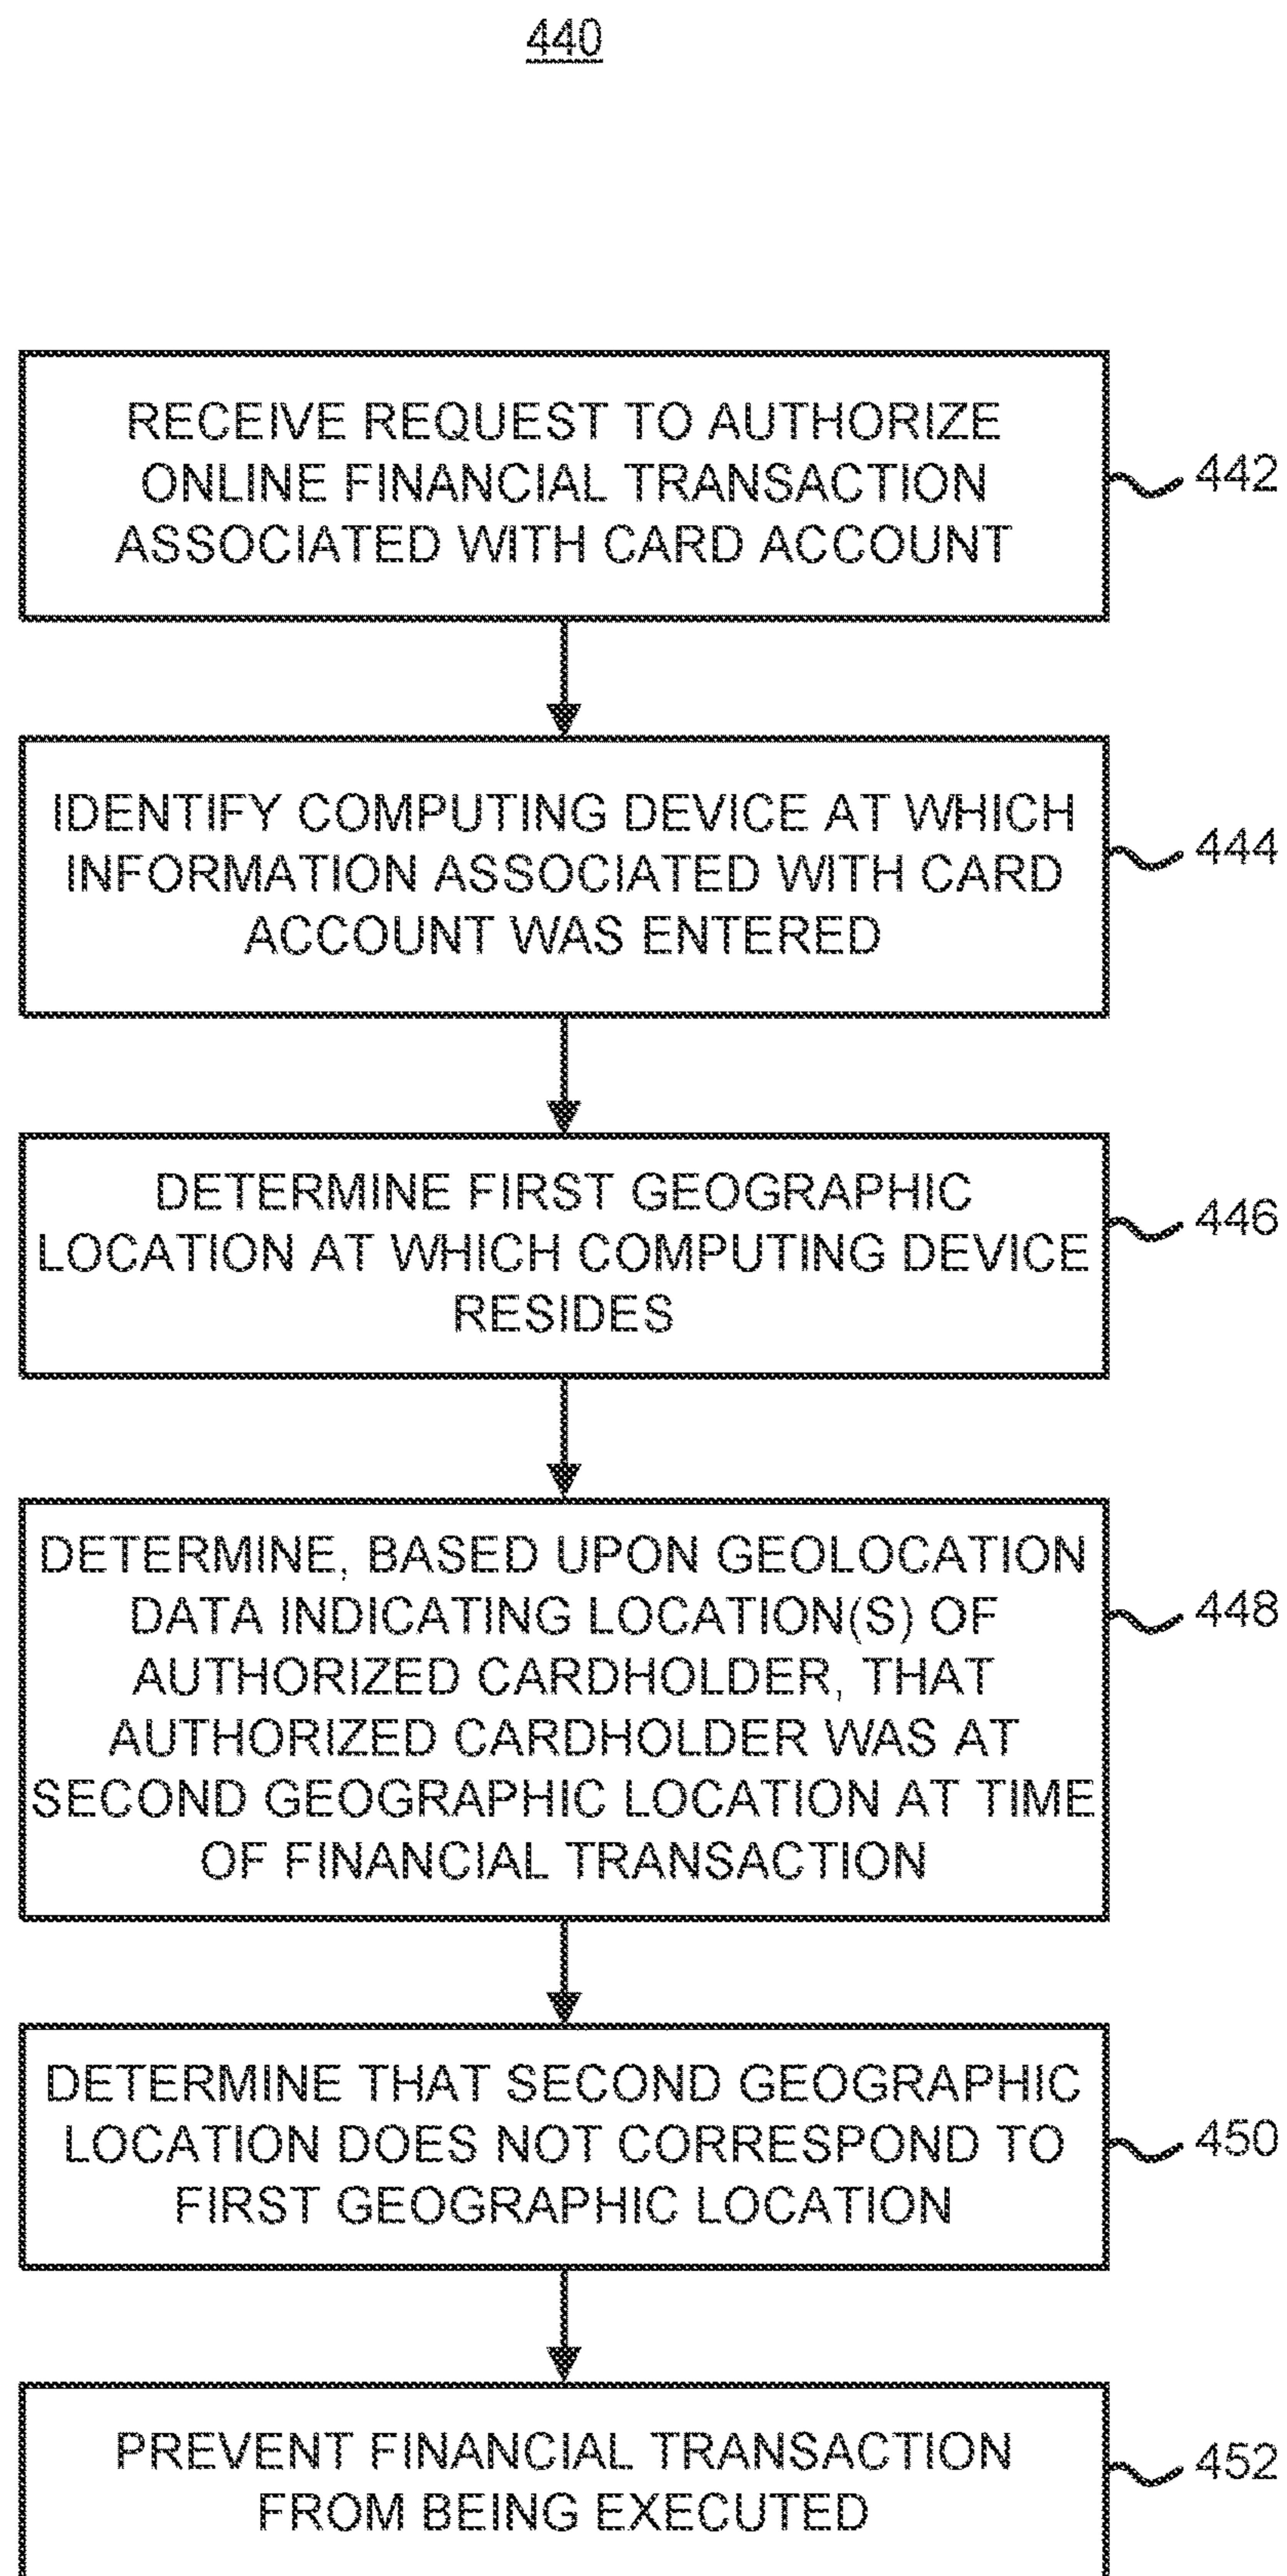 440
RECEIVE REQUEST TO AUTHORIZE
ONLINE FINANCIAL TRANSACTION
ASSOCIATED WITH CARD ACCOUNT
442
IDENTIFY COMPUTING DEVICE AT WHICH
INFORMATION ASSOCIATED WITH CARD
ACCOUNT WAS ENTERED
444
DETERMINE FIRST GEOGRAPHIC
LOCATION AT WHICH COMPUTING DEVICE
RESIDES
446
DETERMINE, BASED UPON GEOLOCATION
DATA INDICATING LOCATION(S) OF
AUTHORIZED CARDHOLDER, THAT
AUTHORIZED CARDHOLDER WAS AT
SECOND GEOGRAPHIC LOCATION AT TIME
OF FINANCIAL TRANSACTION
448
DETERMINE THAT SECOND GEOGRAPHIC
LOCATION DOES NOT CORRESPOND TO
FIRST GEOGRAPHIC LOCATION
450
PREVENT FINANCIAL TRANSACTION
FROM BEING EXECUTED
452